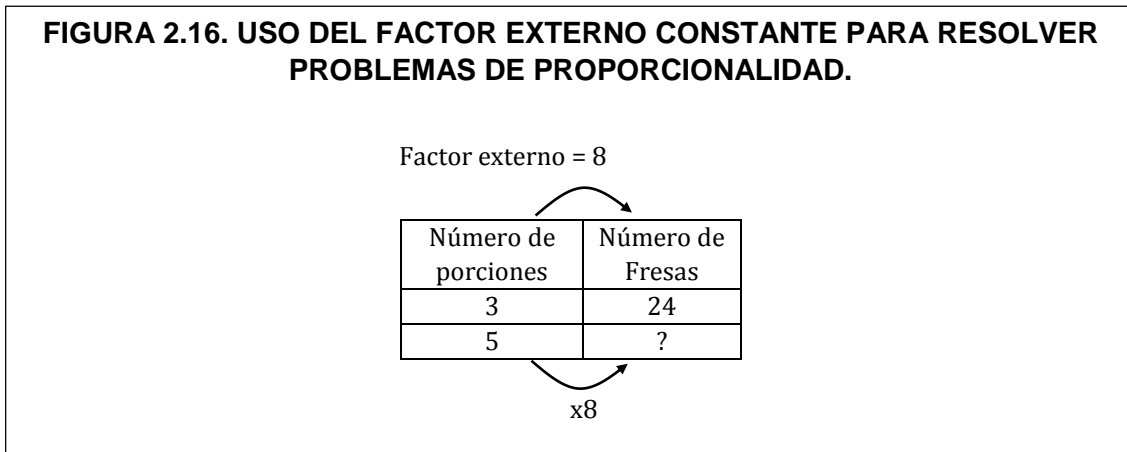 FIGURA 2.16. USO DEL FACTOR EXTERNO CONSTANTE PARA RESOLVER
PROBLEMAS DE PROPORCIONALIDAD.
Factor externo = 8
Número de porciones Número de Fresas
3 24
5 ?
x8